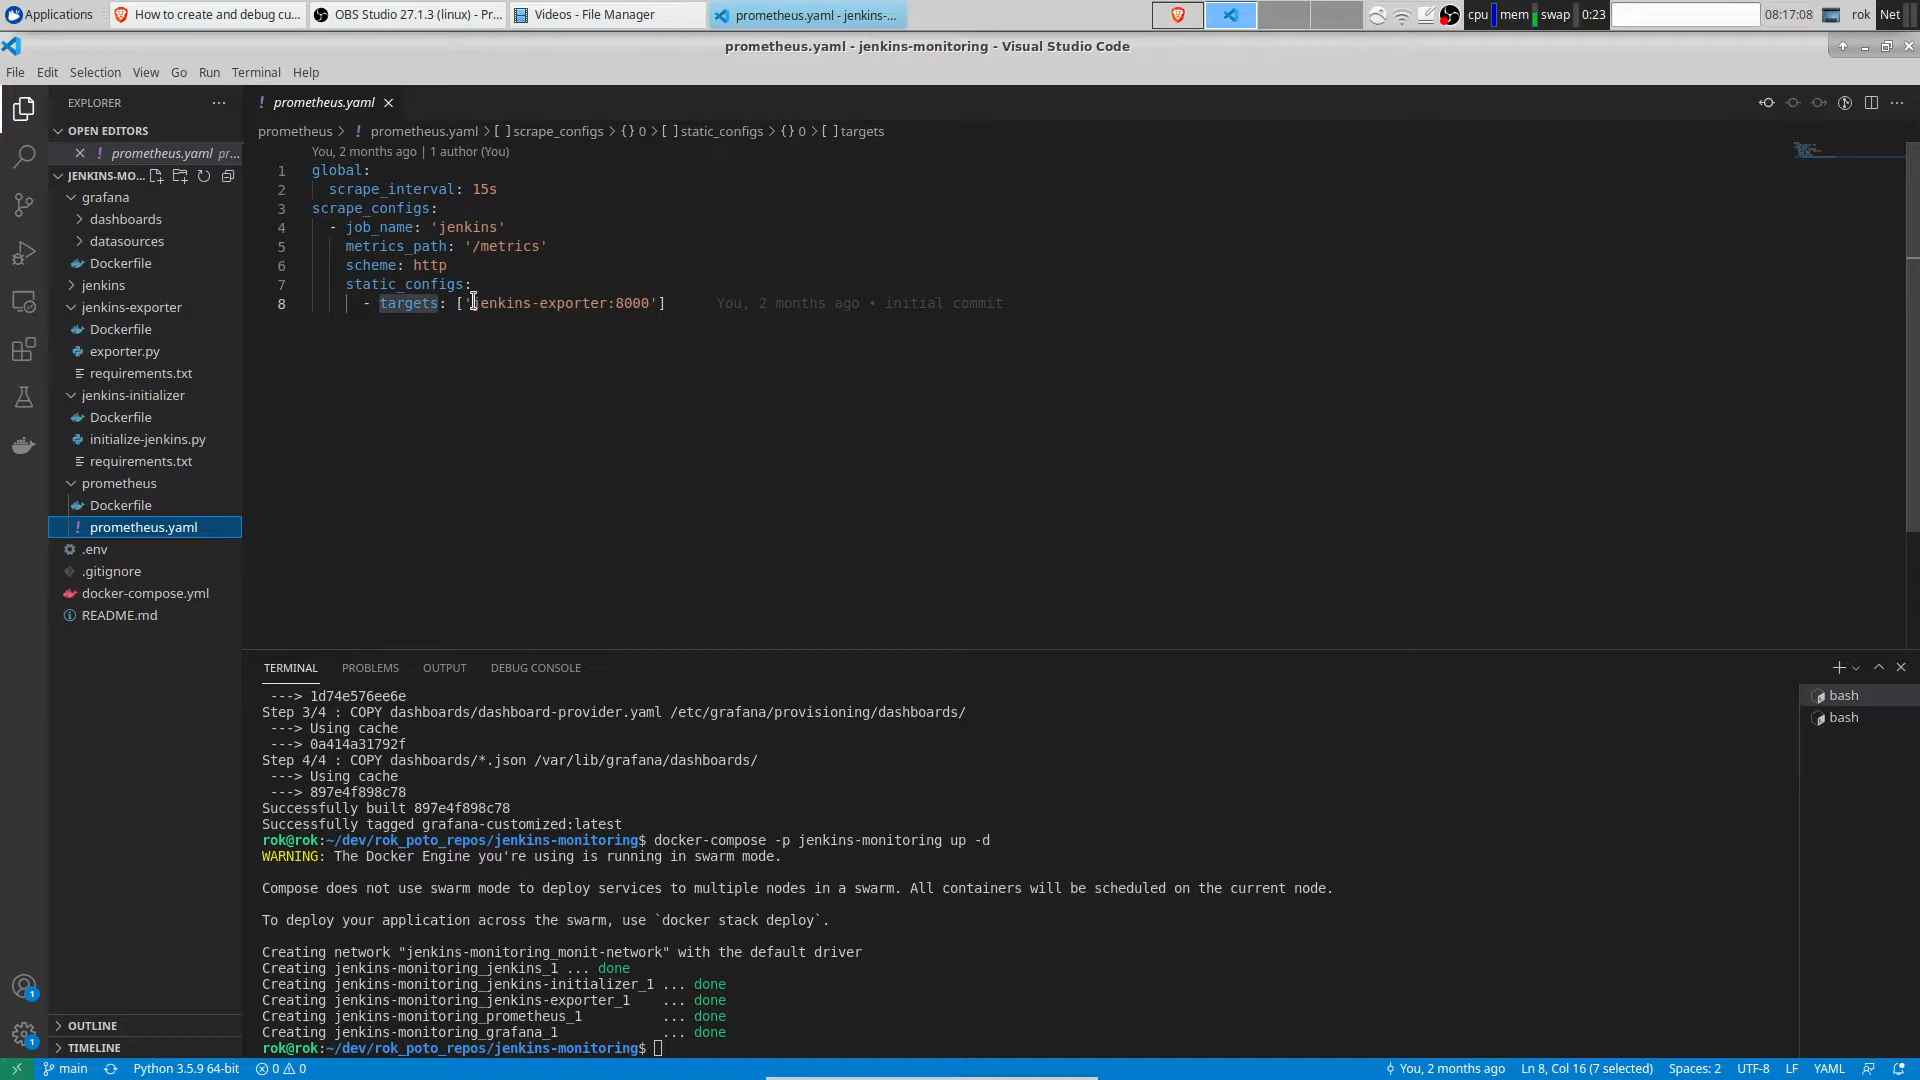 Applications
How to create and debug cu...
OBS Studio 27.1.3 (linux) - Pr...
Videos - File Manager
prometheus.yaml - jenkins-...
cpu
mem
swap
0:23
08:17:08
rok
Net
prometheus.yaml - jenkins-monitoring - Visual Studio Code
File Edit Selection View Go Run Terminal Help
EXPLORER
OPEN EDITORS
prometheus.yaml pr...
JENKINS-MO...
grafana
dashboards
datasources
Dockerfile
jenkins
jenkins-exporter
Dockerfile
exporter.py
requirements.txt
jenkins-initializer
Dockerfile
initialize-jenkins.py
requirements.txt
prometheus
Dockerfile
prometheus.yaml
.env
.gitignore
docker-compose.yml
README.md
OUTLINE
TIMELINE
prometheus.yaml
prometheus > prometheus.yaml > [ ] scrape_configs > {} 0 > [ ] static_configs > {} 0 > [ ] targets
You, 2 months ago | 1 author (You)
1 global:
2 scrape_interval: 15s
3 scrape_configs:
4 - job_name: 'jenkins'
5 metrics_path: '/metrics'
6 scheme: http
7 static_configs:
8 - targets: ['jenkins-exporter:8000'] You, 2 months ago • initial commit
TERMINAL PROBLEMS OUTPUT DEBUG CONSOLE
bash
bash
---> 1d74e576ee6e
Step 3/4 : COPY dashboards/dashboard-provider.yaml /etc/grafana/provisioning/dashboards/
---> Using cache
---> 0a414a31792f
Step 4/4 : COPY dashboards/*.json /var/lib/grafana/dashboards/
---> Using cache
---> 897e4f898c78
Successfully built 897e4f898c78
Successfully tagged grafana-customized:latest
rok@rok:~/dev/rok_poto_repos/jenkins-monitoring$ docker-compose -p jenkins-monitoring up -d
WARNING: The Docker Engine you're using is running in swarm mode.
Compose does not use swarm mode to deploy services to multiple nodes in a swarm. All containers will be scheduled on the current node.
To deploy your application across the swarm, use `docker stack deploy`.
Creating network "jenkins-monitoring_monit-network" with the default driver
Creating jenkins-monitoring_jenkins_1 ... done
Creating jenkins-monitoring_jenkins-initializer_1 ... done
Creating jenkins-monitoring_jenkins-exporter_1 ... done
Creating jenkins-monitoring_prometheus_1 ... done
Creating jenkins-monitoring_grafana_1 ... done
rok@rok:~/dev/rok_poto_repos/jenkins-monitoring$
1
1
main
Python 3.5.9 64-bit
0
0
You, 2 months ago
Ln 8, Col 16 (7 selected)
Spaces: 2
UTF-8
LF
YAML